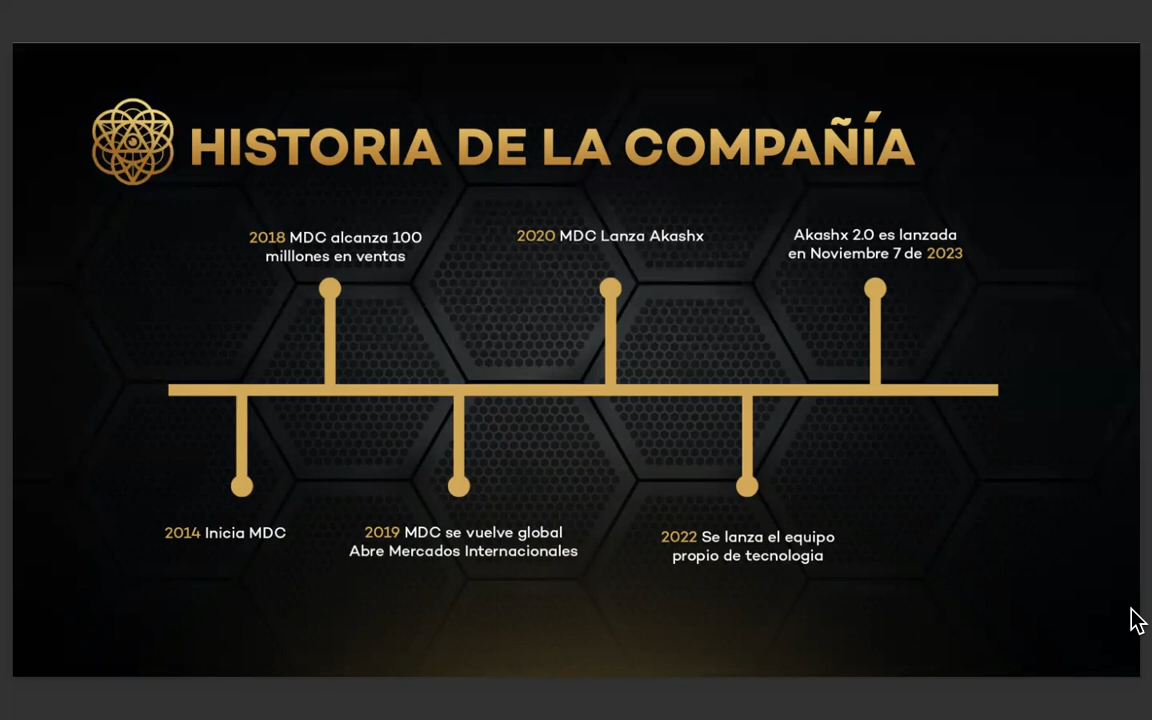 HISTORIA DE LA COMPAÑÍA
2018 MDC alcanza 100
milllones en ventas
2020 MDC Lanza Akashx
Akashx 2.0 es lanzada
en Noviembre 7 de 2023
2014 Inicia MDC
2019 MDC se vuelve global
Abre Mercados Internacionales
2022 Se lanza el equipo
propio de tecnologia